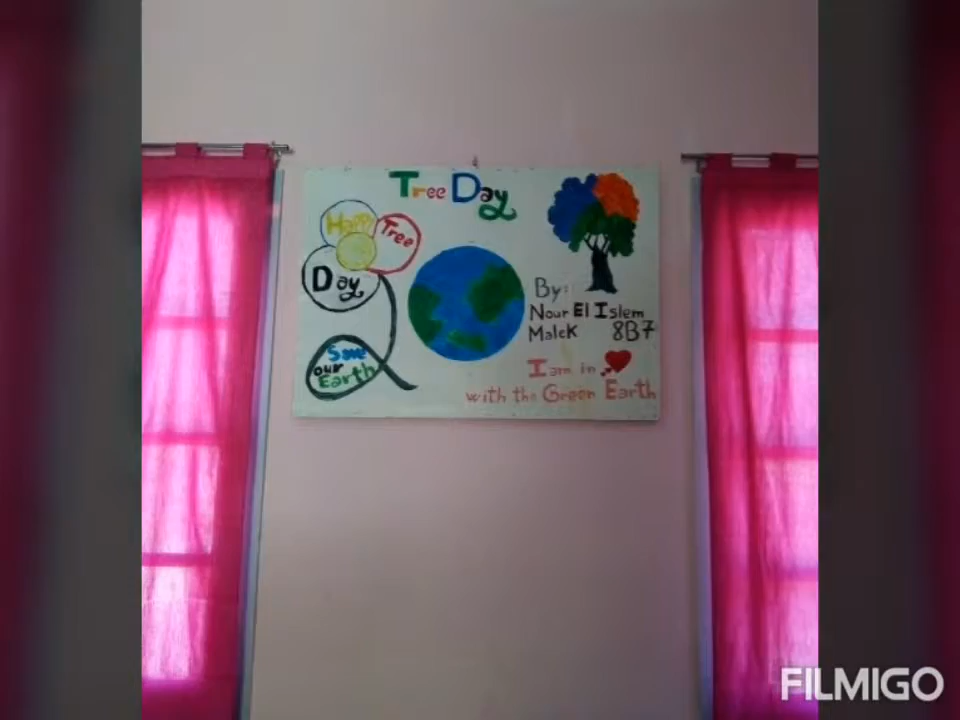 Tree Day
Happy
Tree
Day
Save
our
Earth
By:
Nour El Islem
Malek 8B7
I am in
with the Green Earth
FILMIGO